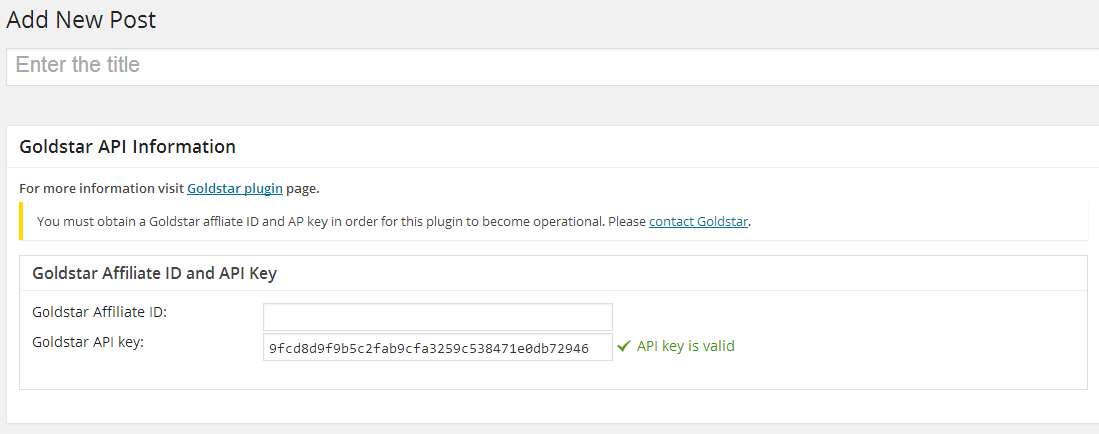 Add New Post
Enter the title
Goldstar API Information
For more information visit Goldstar plugin page.
You must obtain a Goldstar affliate ID and AP key in order for this plugin to become operational. Please contact Goldstar.
Goldstar Affiliate ID and API Key
Goldstar Affiliate ID:
Goldstar API key: 9fcd8d9f9b5c2fab9cfa3259c538471e0db72946 API key is valid